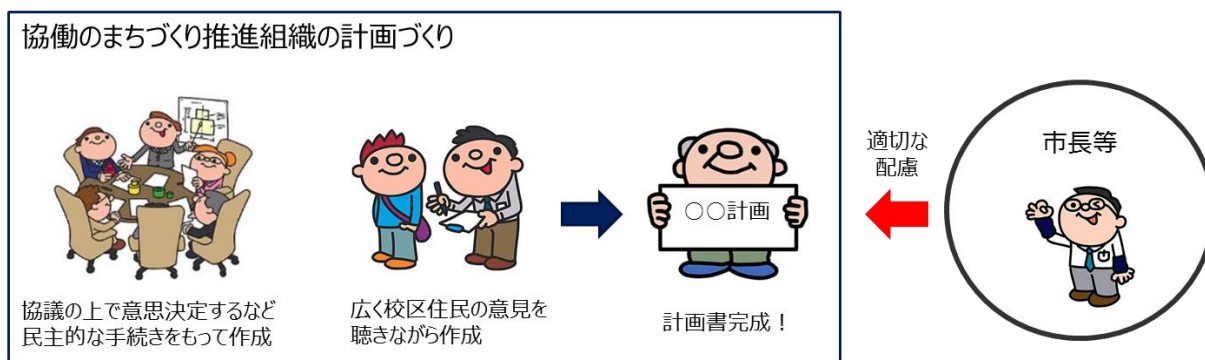 協働のまちづくり推進組織の計画づくり
協議の上で意思決定するなど
民主的な手続きをもって作成
広く校区住民の意見を
聴きながら作成
○○計画
計画書完成！
適切な
配慮
市長等